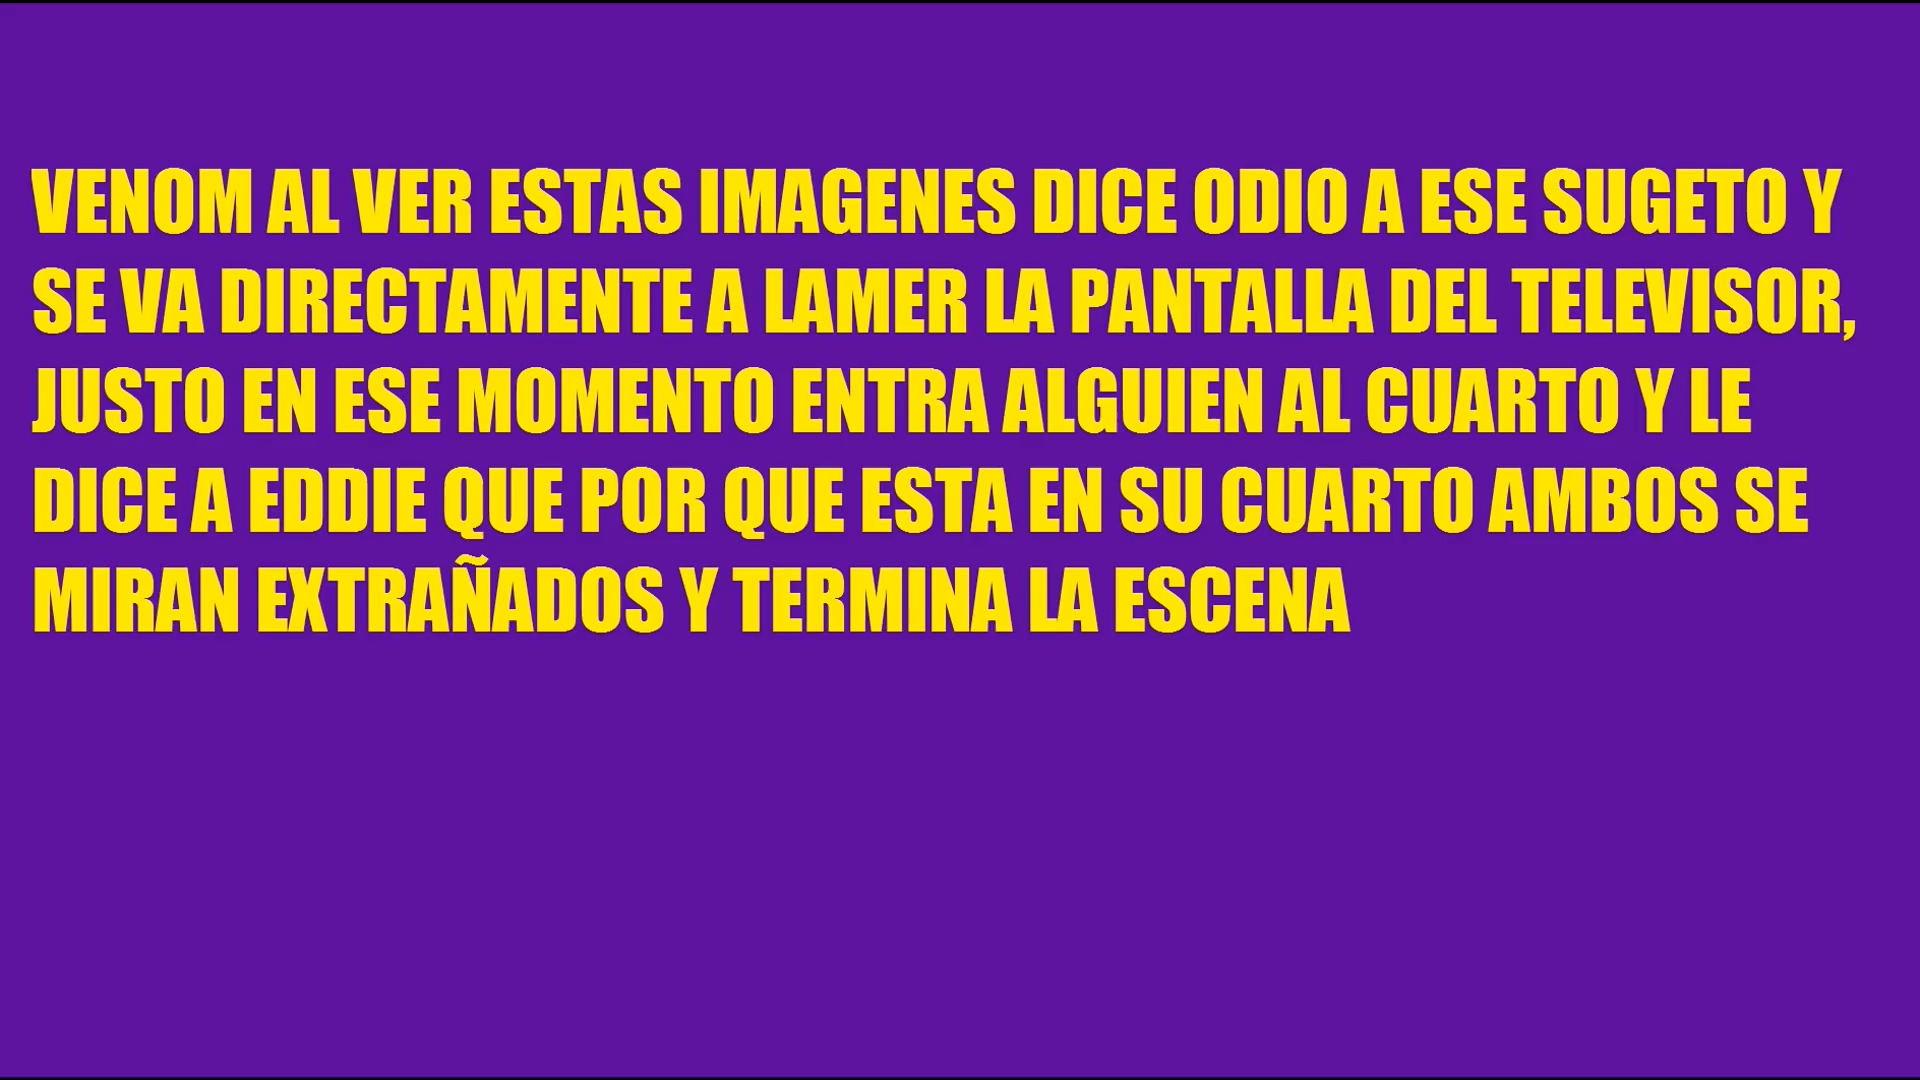 VENOM AL VER ESTAS IMAGENES DICE ODIO A ESE SUGETO Y
SE VA DIRECTAMENTE A LAMER LA PANTALLA DEL TELEVISOR,
JUSTO EN ESE MOMENTO ENTRA ALGUIEN AL CUARTO Y LE
DICE A EDDIE QUE POR QUE ESTA EN SU CUARTO AMBOS SE
MIRAN EXTRAÑADOS Y TERMINA LA ESCENA